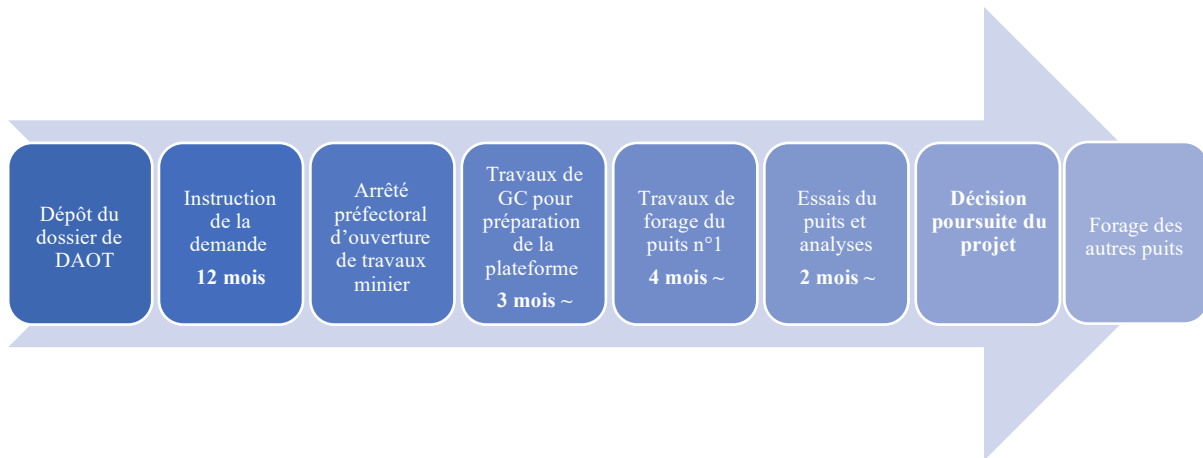 Dépôt du
dossier de
DAOT
Instruction
de la
demande
12 mois
Arrêté
préfectoral
d’ouverture
de travaux
minier
Travaux de
GC pour
préparation
de la
plateforme
3 mois ~
Travaux de
forage du
puits n°1
4 mois ~
Essais du
puits et
analyses
2 mois ~
Décision
poursuite du
projet
Forage des
autres puits